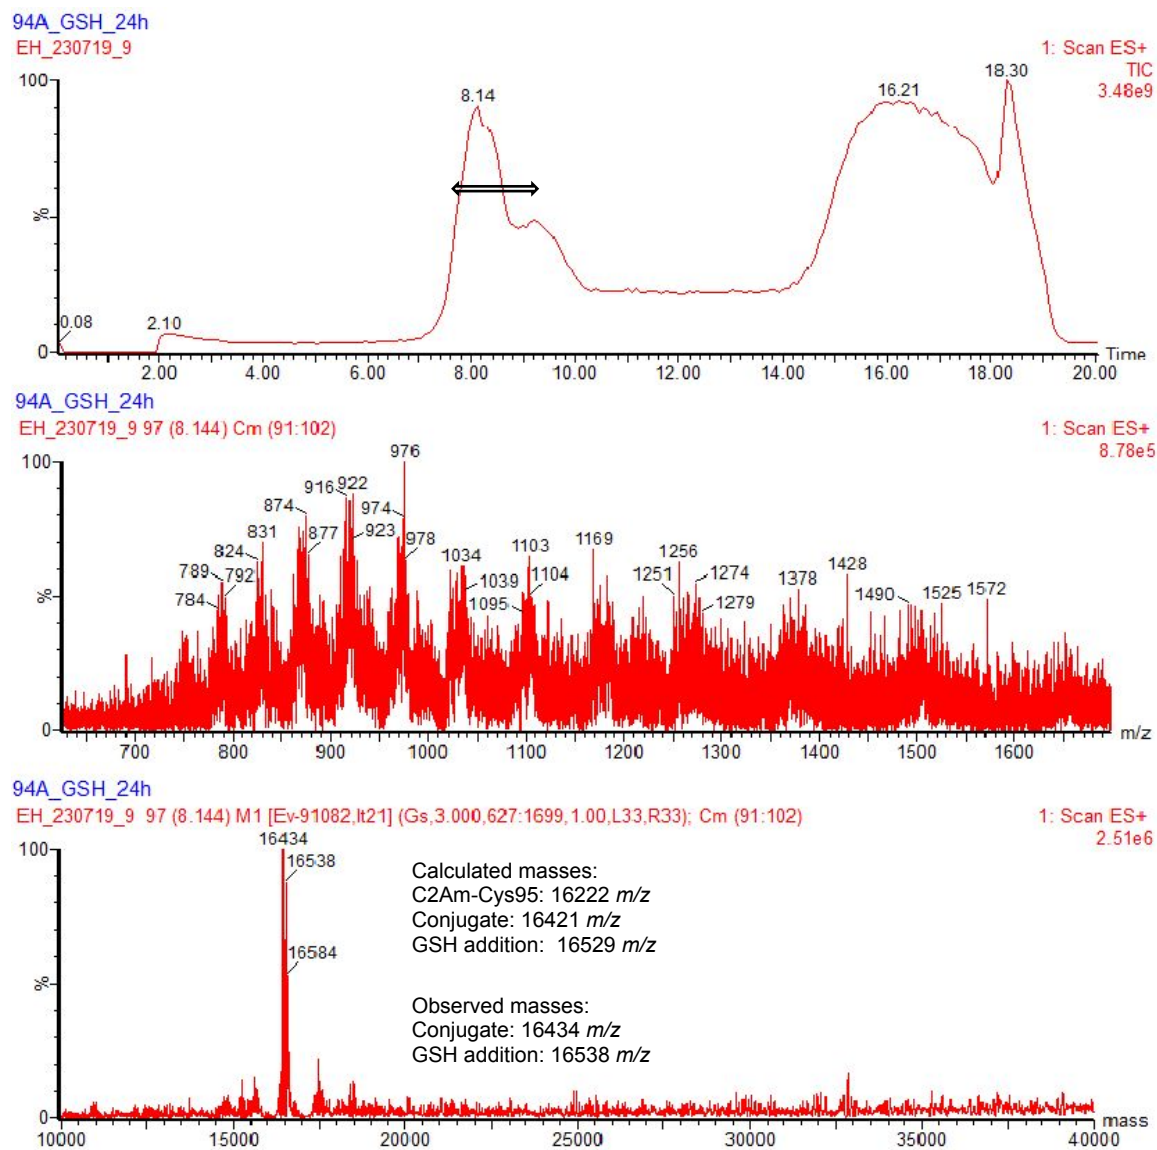 94A_GSH_24h
EH_230719_9
1: Scan ES+
TIC
3.48e9
100
%
0
0.08
2.10
8.14
16.21
18.30
2.00 4.00 6.00 8.00 10.00 12.00 14.00 16.00 18.00 20.00
Time
94A_GSH_24h
EH_230719_9 97 (8.144) Cm (91:102)
1: Scan ES+
8.78e5
100
%
0
784
789
792
824
831
874
877
916
922
923
974
976
978
1034
1039
1095
1103
1104
1169
1251
1256
1274
1279
1378
1428
1490
1525
1572
700 800 900 1000 1100 1200 1300 1400 1500 1600
m/z
94A_GSH_24h
EH_230719_9 97 (8.144) M1 [Ev-91082,It21] (Gs,3.000,627:1699,1.00,L33,R33); Cm (91:102)
1: Scan ES+
2.51e6
100
%
0
16434
16538
16584
Calculated masses:
C2Am-Cys95: 16222 m/z
Conjugate: 16421 m/z
GSH addition: 16529 m/z
Observed masses:
Conjugate: 16434 m/z
GSH addition: 16538 m/z
10000 15000 20000 25000 30000 35000 40000
mass